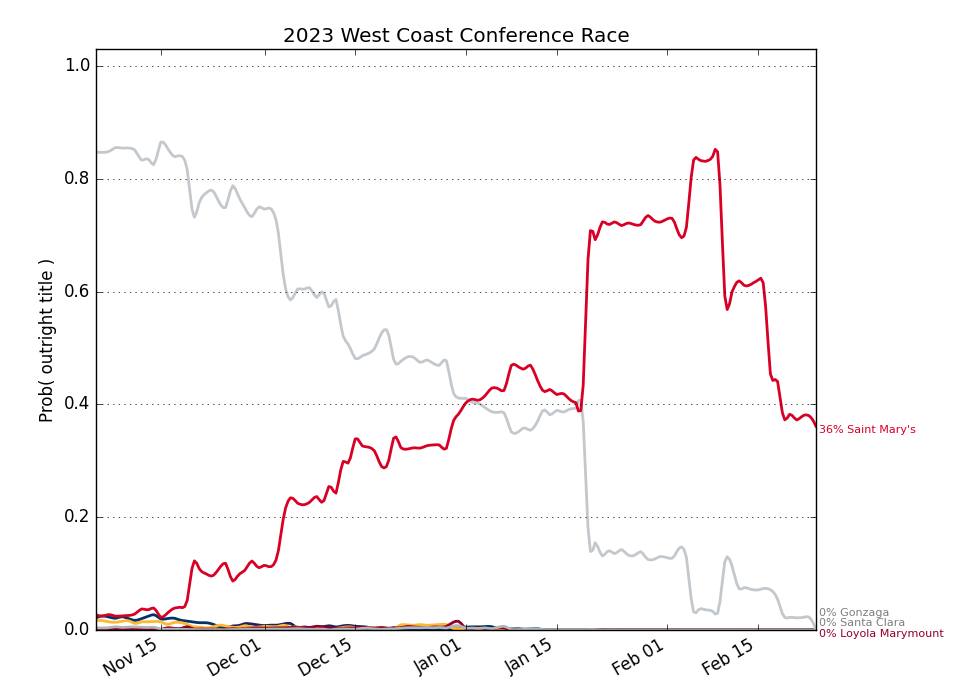 2023 West Coast Conference Race
1.0
0.8
0.6
0.4
0.2
0.0
Prob( outright title )
Nov 15
Dec 01
Dec 15
Jan 01
Jan 15
Feb 01
Feb 15
36% Saint Mary's
0% Gonzaga
0% Santa Clara
0% Loyola Marymount